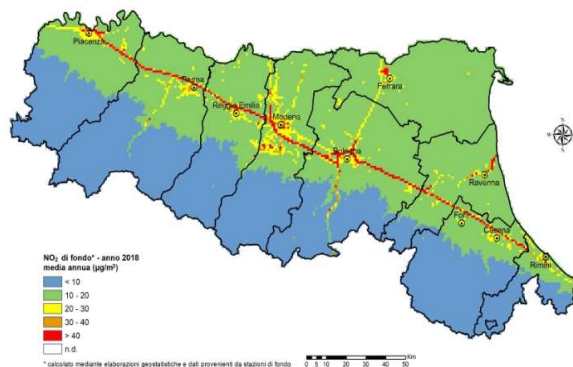 Piacenza
Parma
Reggio Emilia
Modena
Ferrara
Bologna
Ravenna
Forlì
Cesena
Rimini
NO₂ di fondo* - anno 2018
media annua (µg/m³)
< 10
10 - 20
20 - 30
30 - 40
> 40
n.d.
* calcolato mediante elaborazioni geostatistiche e dati provenienti da stazioni di fondo
0 5 10 20 30 40 50 Km